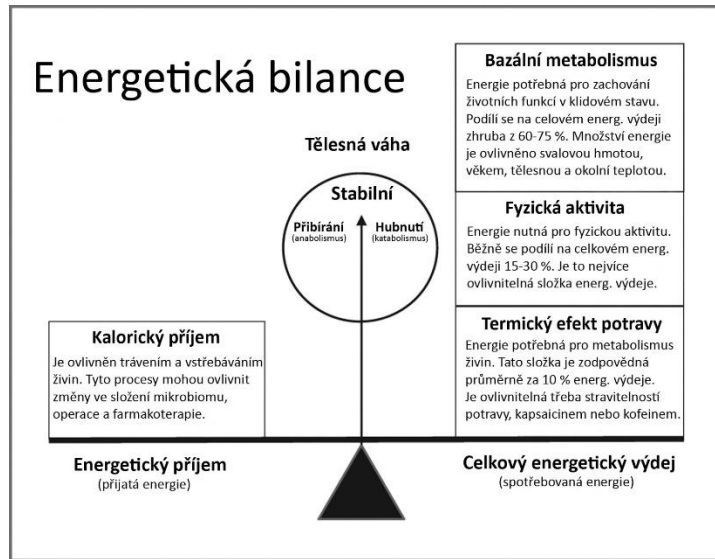 Energetická bilance
Tělesná váha
Stabilní
Přibírání
(anabolismus)
Hubnutí
(katabolismus)
Kalorický příjem
Je ovlivněn trávením a vstřebáváním
živin. Tyto procesy mohou ovlivnit
změny ve složení mikrobiomu,
operace a farmakoterapie.
Energetický příjem
(přijatá energie)
Bazální metabolismus
Energie potřebná pro zachování
životních funkcí v klidovém stavu.
Podílí se na celovém energ. výdeji
zhruba z 60-75 %. Množství energie
je ovlivněno svalovou hmotou,
věkem, tělesnou a okolní teplotou.
Fyzická aktivita
Energie nutná pro fyzickou aktivitu.
Běžně se podílí na celkovém energ.
výdeji 15-30 %. Je to nejvíce
ovlivnitelná složka energ. výdeje.
Termický efekt potravy
Energie potřebná pro metabolismus
živin. Tato složka je zodpovědná
průměrně za 10 % energ. výdeje.
Je ovlivnitelná třeba stravitelností
potravy, kapsaicinem nebo kofeinem.
Celkový energetický výdej
(spotřebovaná energie)